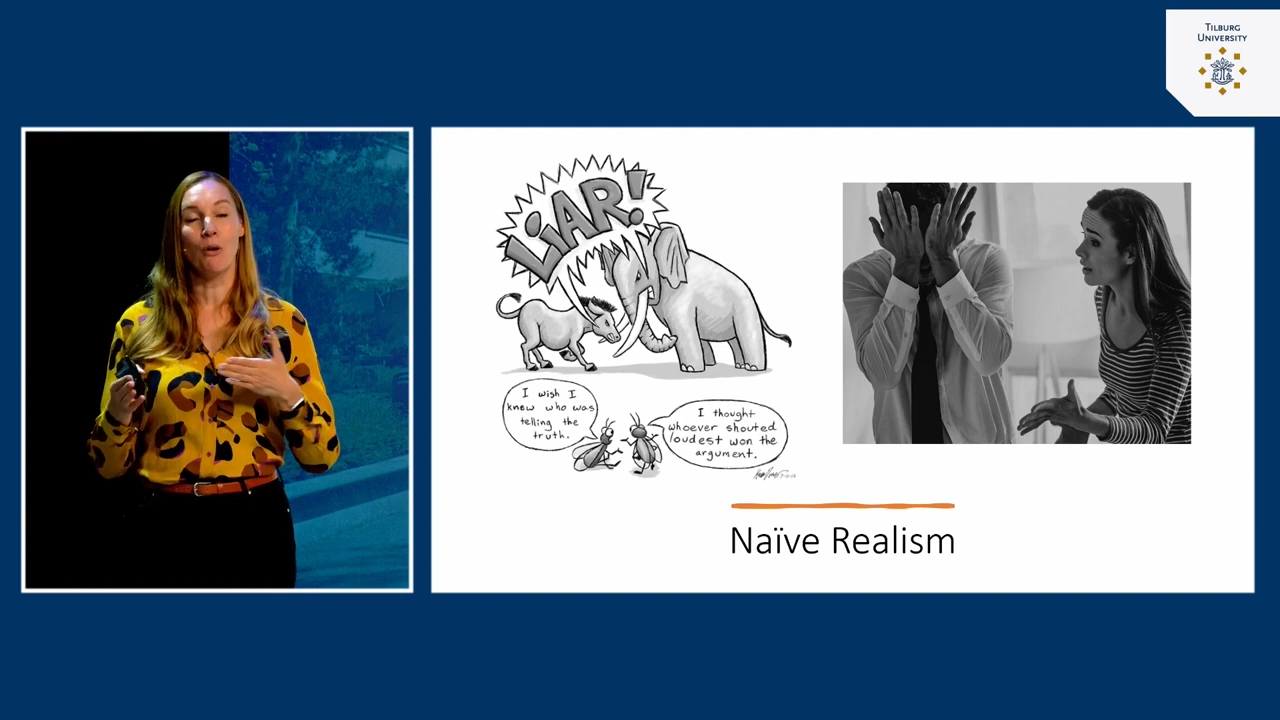 TILBURG
UNIVERSITY
LiAR!
I wish I
knew who was
telling the
truth.
I thought
whoever shouted
loudest won the
argument.
Naïve Realism